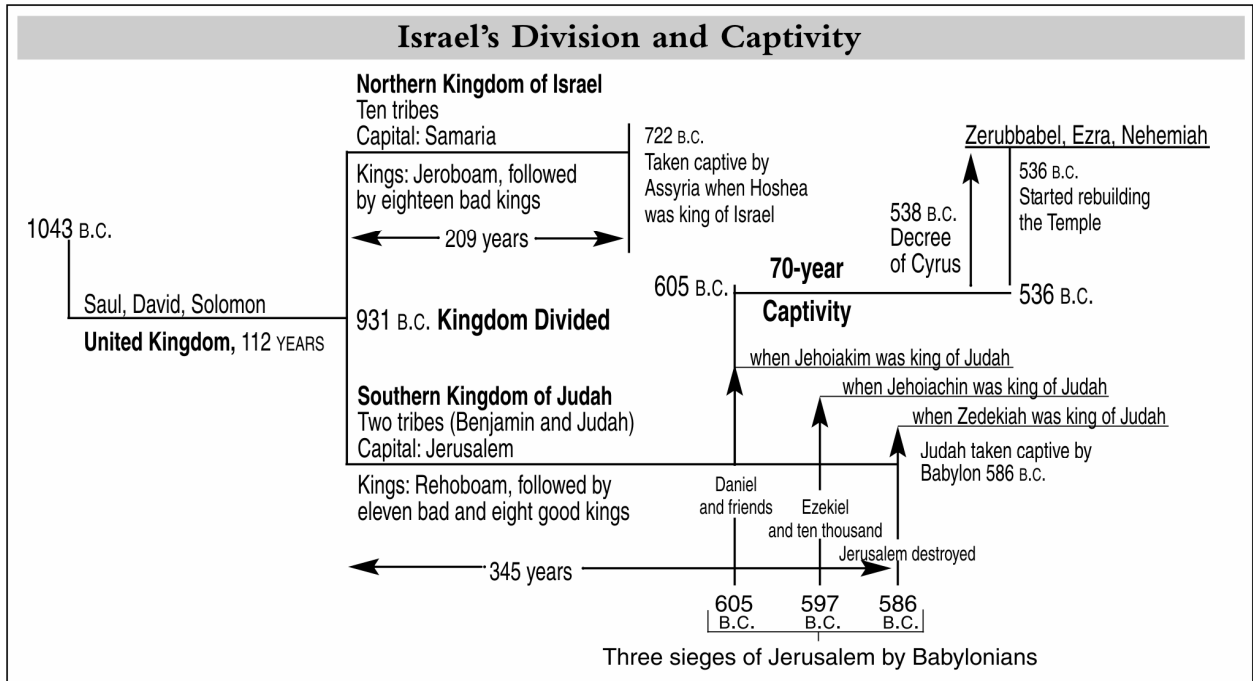 Israel's Division and Captivity
Northern Kingdom of Israel
Ten tribes
Capital: Samaria
Kings: Jeroboam, followed
by eighteen bad kings
209 years
722 B.C.
Taken captive by
Assyria when Hoshea
was king of Israel
Zerubbabel, Ezra, Nehemiah
536 B.C.
Started rebuilding
the Temple
538 B.C.
Decree
of Cyrus
1043 B.C.
Saul, David, Solomon
United Kingdom, 112 YEARS
931 B.C. Kingdom Divided
605 B.C.
70-year
Captivity
536 B.C.
when Jehoiakim was king of Judah
when Jehoiachin was king of Judah
when Zedekiah was king of Judah
Judah taken captive by
Babylon 586 B.C.
Southern Kingdom of Judah
Two tribes (Benjamin and Judah)
Capital: Jerusalem
Kings: Rehoboam, followed by
eleven bad and eight good kings
Daniel
and friends
Ezekiel
and ten thousand
Jerusalem destroyed
345 years
605 B.C.
597 B.C.
586 B.C.
Three sieges of Jerusalem by Babylonians